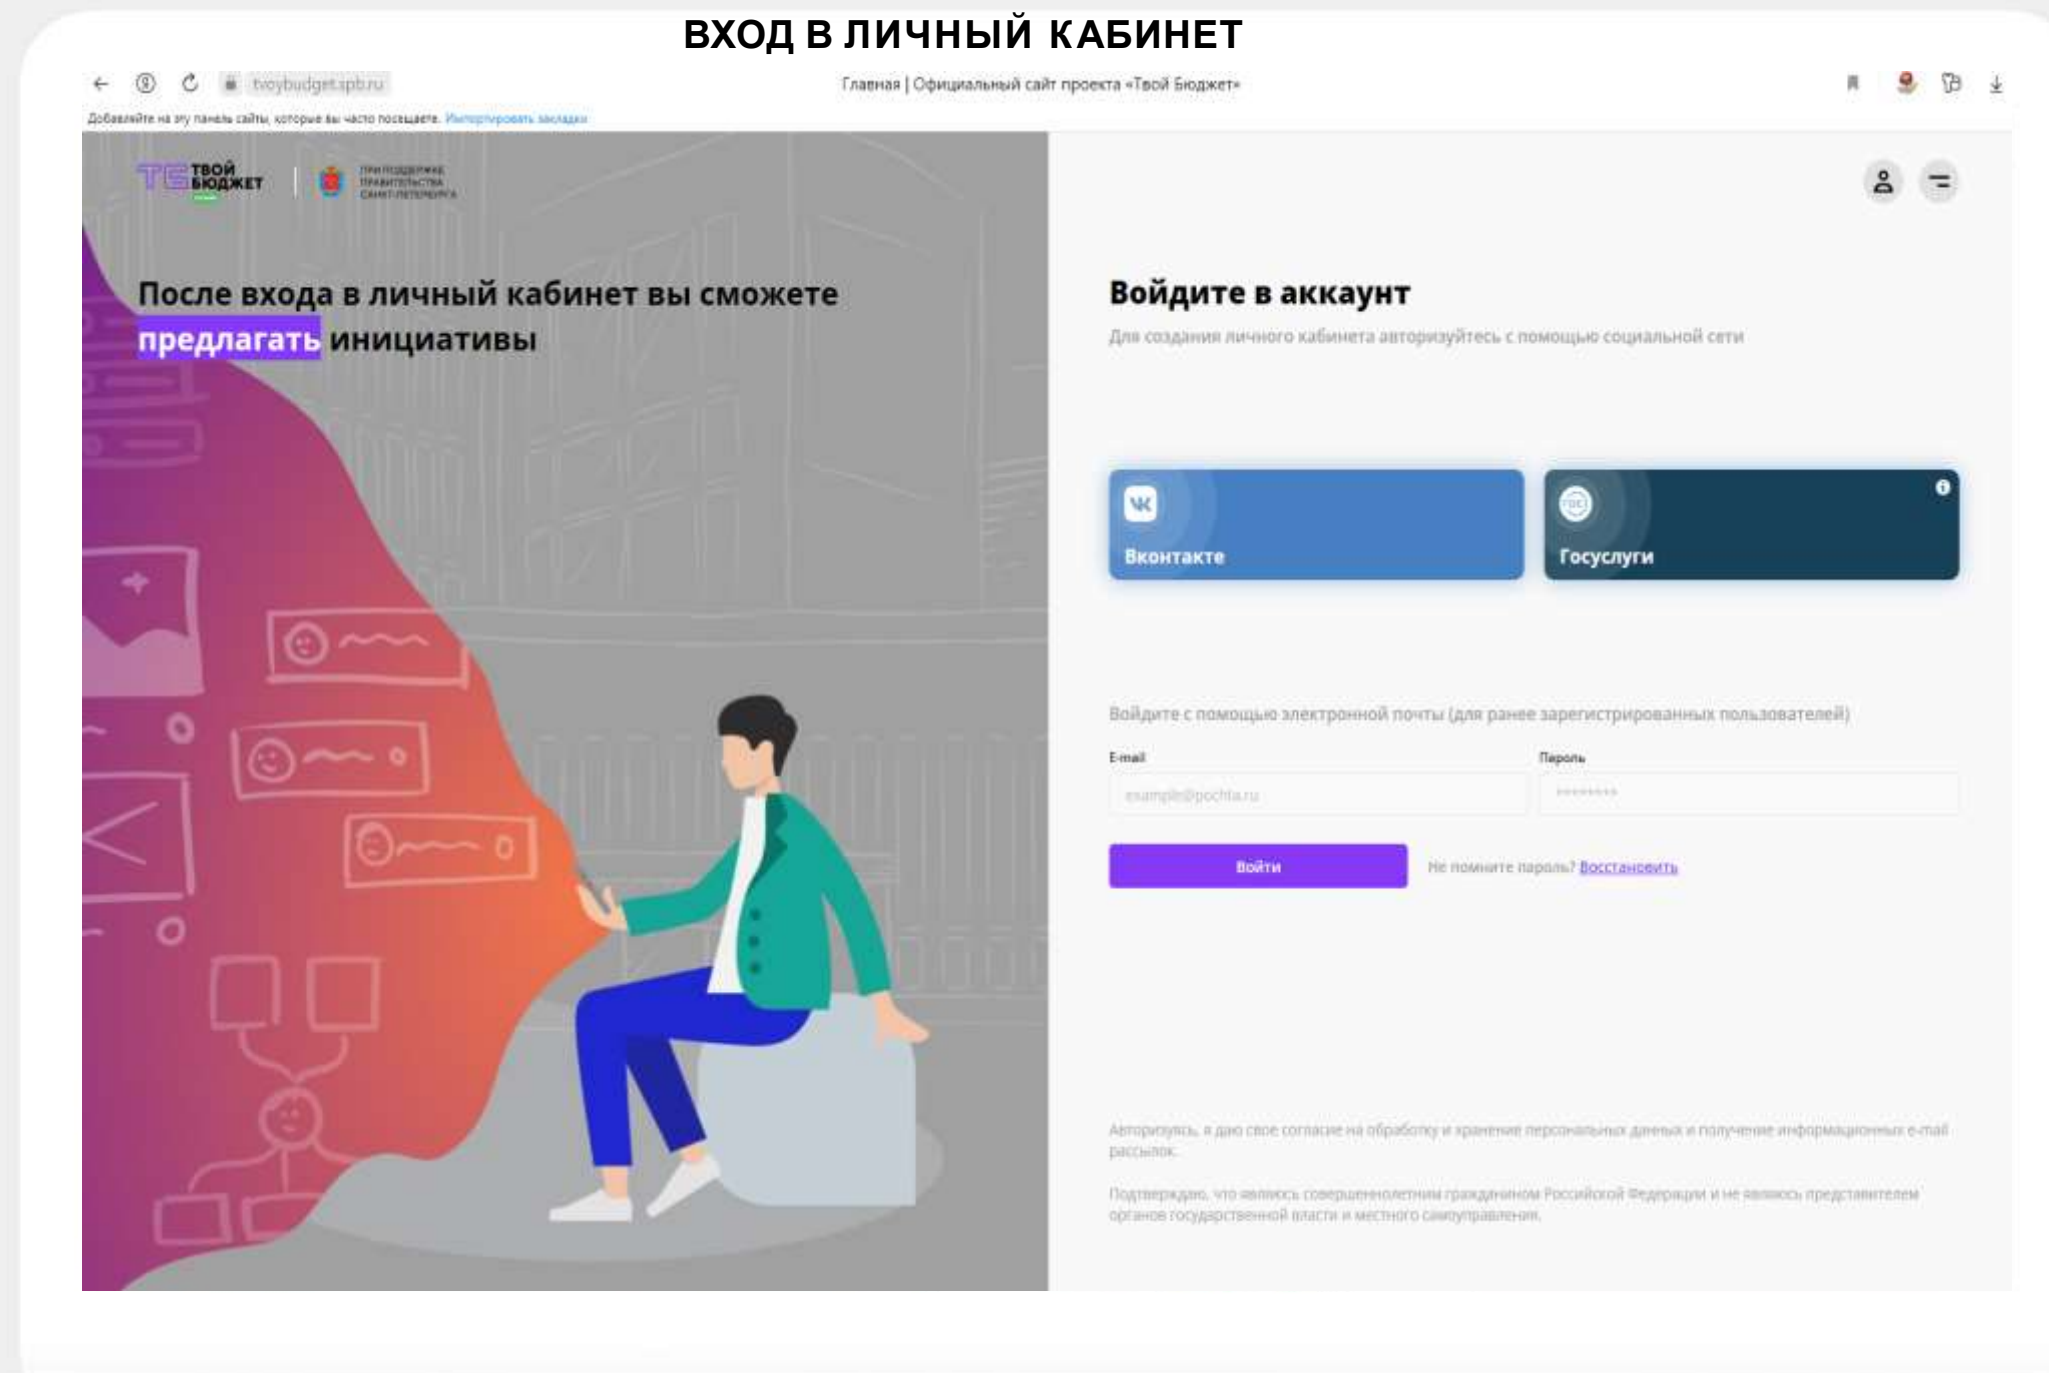 ВХОД В ЛИЧНЫЙ КАБИНЕТ
tvoybudget.spb.ru
Главная | Официальный сайт проекта «Твой Бюджет»
Добавляйте на эту панель сайты, которые вы часто посещаете. Импортировать закладки
ТБ ТВОЙ
БЮДЖЕТ
ПРИ ПОДДЕРЖКЕ
ПРАВИТЕЛЬСТВА
САНКТ-ПЕТЕРБУРГА
После входа в личный кабинет вы сможете
предлагать инициативы
Войдите в аккаунт
Для создания личного кабинета авторизуйтесь с помощью социальной сети
Вконтакте
гост
Госуслуги
Войдите с помощью электронной почты (для ранее зарегистрированных пользователей)
E-mail
Пароль
example@pochta.ru
********
Войти
Не помните пароль? Восстановить
Авторизуясь, я даю свое согласие на обработку и хранение персональных данных и получение информационных e-mail
рассылок.
Подтверждаю, что являюсь совершеннолетним гражданином Российской Федерации и не являюсь представителем
органов государственной власти и местного самоуправления.